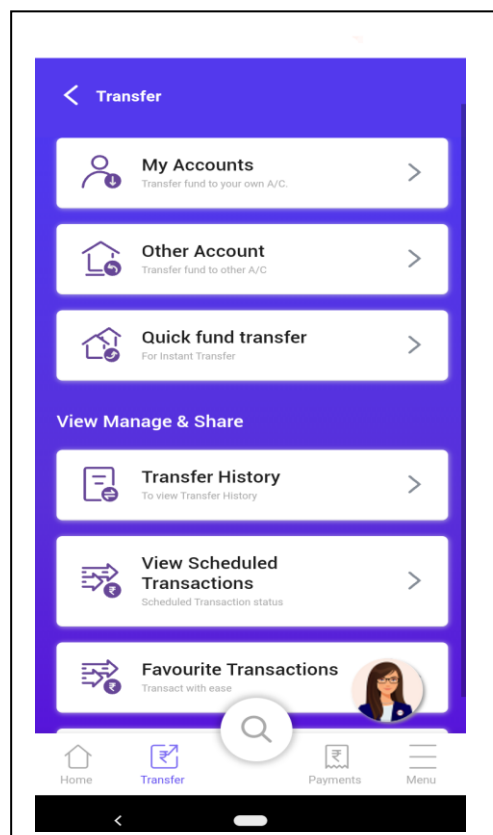 Transfer
My Accounts
Transfer fund to your own A/C.
Other Account
Transfer fund to other A/C
Quick fund transfer
For Instant Transfer
View Manage & Share
Transfer History
To view Transfer History
View Scheduled
Transactions
Scheduled Transaction status
Favourite Transactions
Transact with ease
Home
Transfer
Payments
Menu